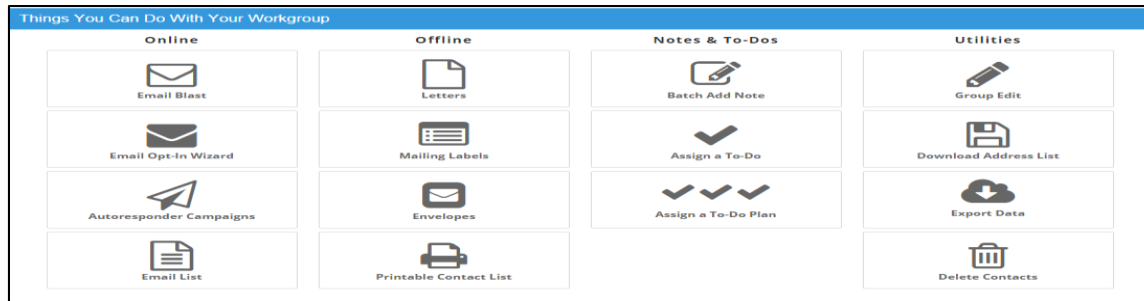 Things You Can Do With Your Workgroup
Online Offline Notes & To-Dos Utilities
Email Blast Letters Batch Add Note Group Edit
Email Opt-In Wizard Mailing Labels Assign a To-Do Download Address List
Autoresponder Campaigns Envelopes Assign a To-Do Plan Export Data
Email List Printable Contact List Delete Contacts